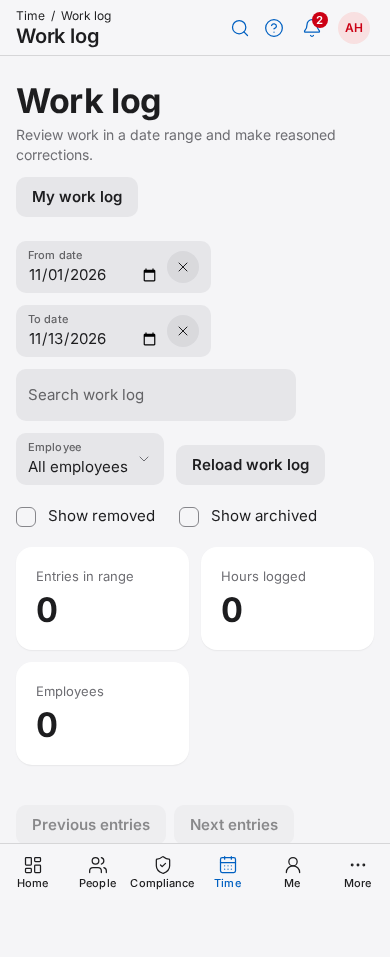 Time / Work log
Work log
2
AH
Work log
Review work in a date range and make reasoned
corrections.
My work log
From date
11/01/2026
To date
11/13/2026
Search work log
Employee
All employees
Reload work log
Show removed
Show archived
Entries in range
0
Hours logged
0
Employees
0
Previous entries
Next entries
Home
People
Compliance
Time
Me
More